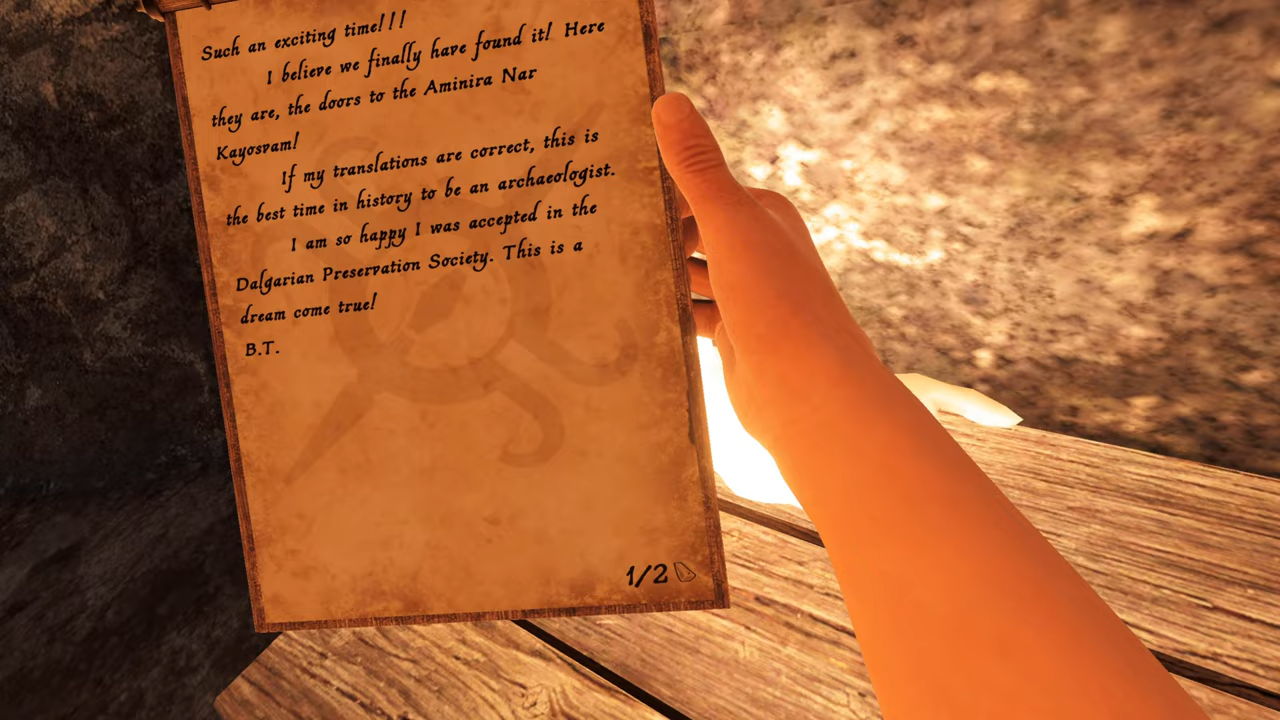 Such an exciting time!!!
I believe we finally have found it! Here
they are, the doors to the Aminira Nar
Kayosvam!
If my translations are correct, this is
the best time in history to be an archaeologist.
I am so happy I was accepted in the
Dalgarian Preservation Society. This is a
dream come true!
B.T.
1/2